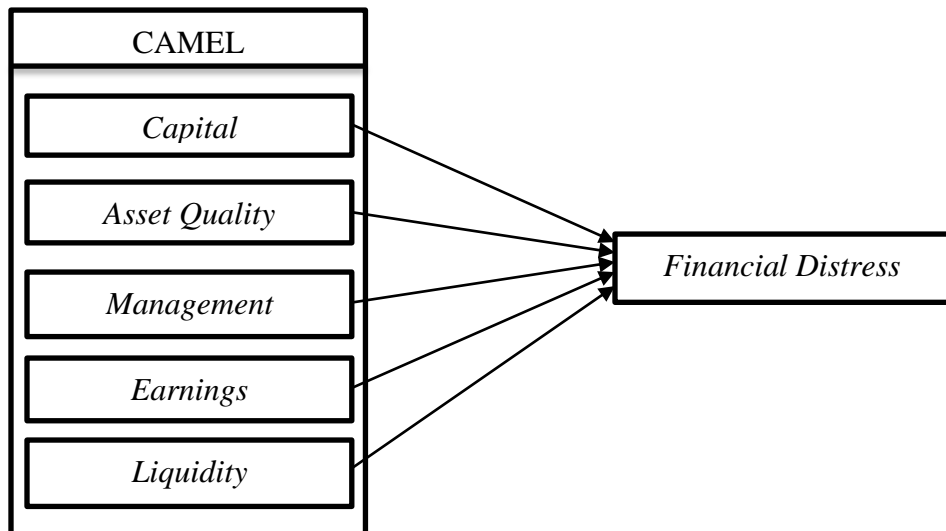 CAMEL
Capital
Asset Quality
Management
Earnings
Liquidity
Financial Distress